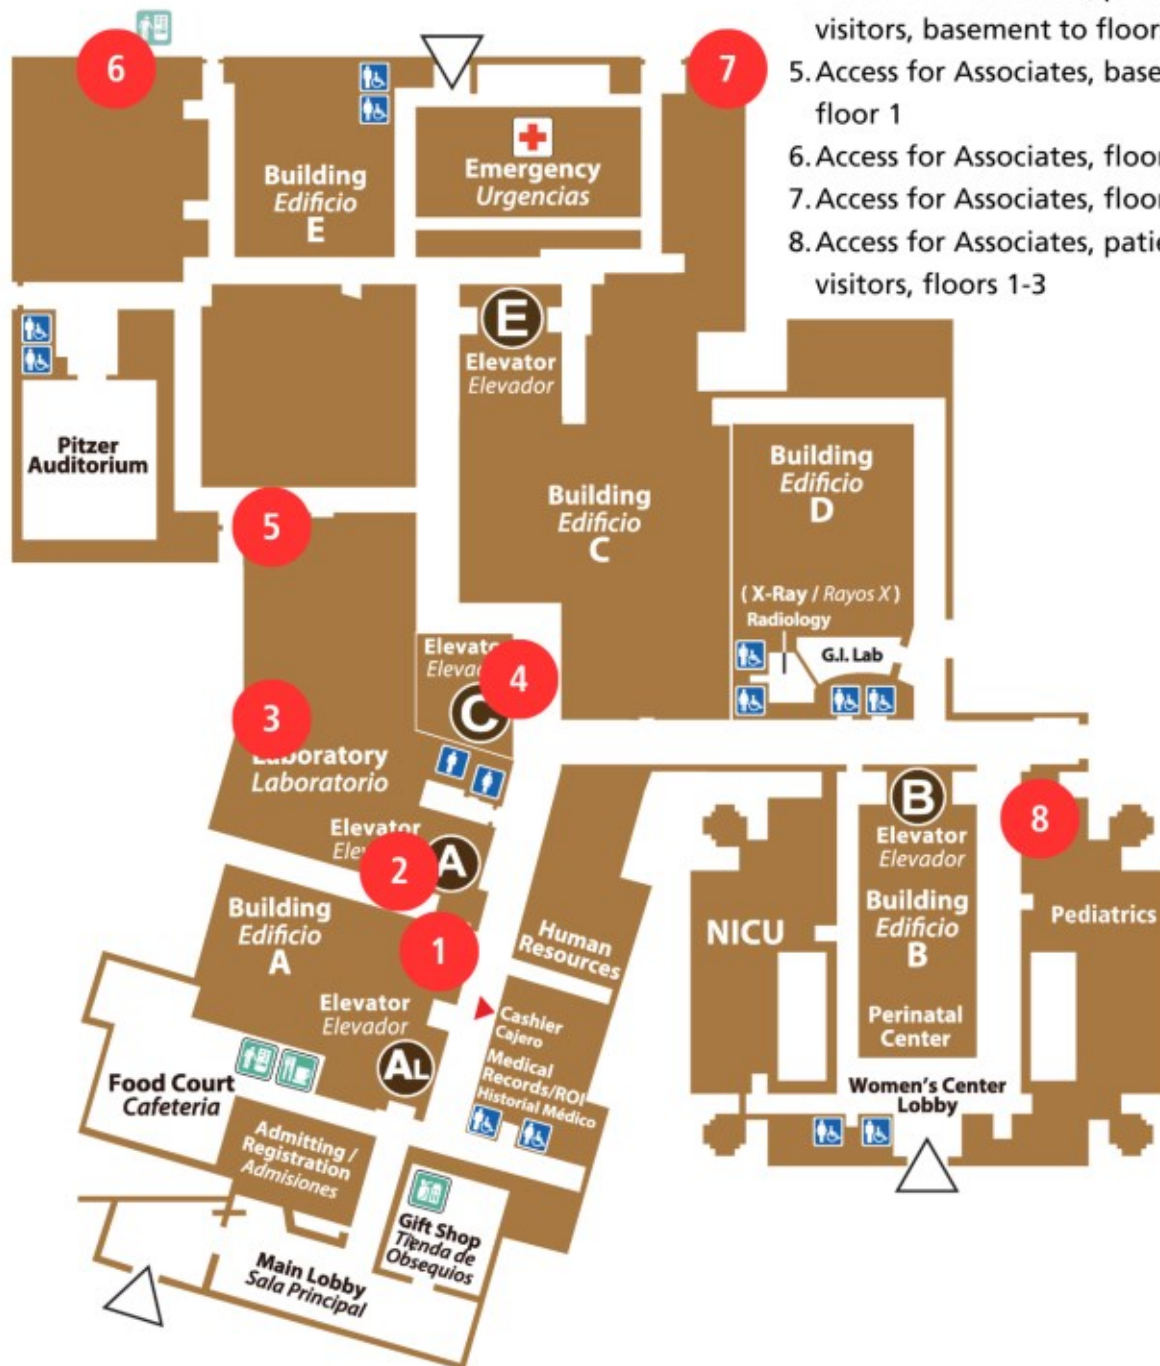 visitors, basement to floor
5. Access for Associates, base
floor 1
6. Access for Associates, floor
7. Access for Associates, floor
8. Access for Associates, patie
visitors, floors 1-3
6
7
Building
Edificio
E
Emergency
Urgencias
E
Elevator
Elevador
Pitzer
Auditorium
Building
Edificio
D
Building
Edificio
C
5
( X-Ray / Rayos X )
Radiology
G.I. Lab
Elevator
4
C
3
Laboratory
Laboratorio
Elevator
2
A
B
Elevator
Elevador
8
Building
Edificio
A
1
Human
Resources
NICU
Building
Edificio
B
Pediatrics
Elevator
Elevador
AL
Cashier
Cajero
Perinatal
Center
Medical
Records/ROI
Historial Médico
Food Court
Cafeteria
Women's Center
Lobby
Admitting /
Registration
Admisiones
Gift Shop
Tienda de
Obsequios
Main Lobby
Sala Principal